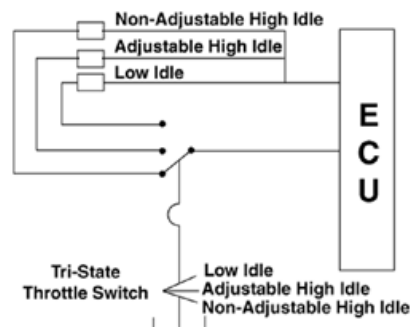 Non-Adjustable High Idle
Adjustable High Idle
Low Idle
E
C
U
Tri-State
Throttle Switch
Low Idle
Adjustable High Idle
Non-Adjustable High Idle